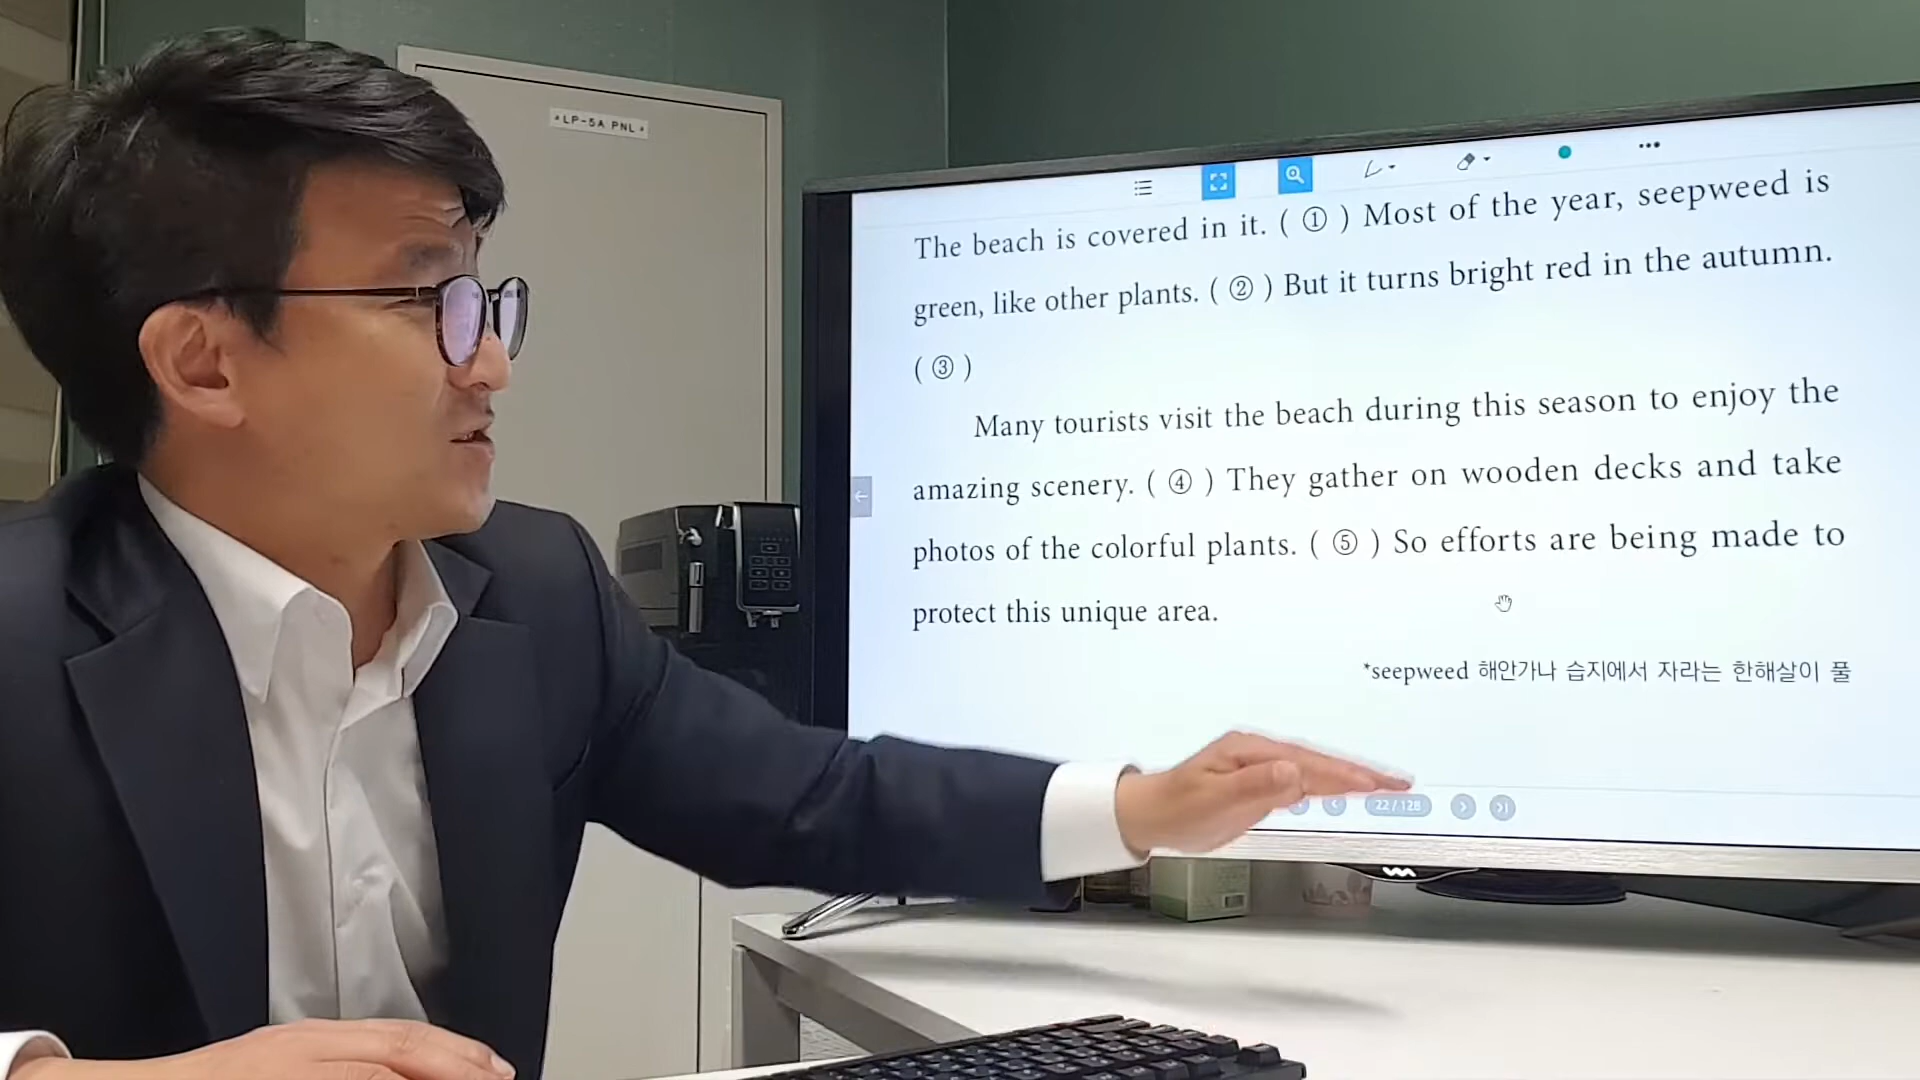 *LP-5A PNL*
The beach is covered in it. ( ① ) Most of the year, seepweed is
green, like other plants. ( ② ) But it turns bright red in the autumn.
( ③ )
Many tourists visit the beach during this season to enjoy the
amazing scenery. ( ④ ) They gather on wooden decks and take
photos of the colorful plants. ( ⑤ ) So efforts are being made to
protect this unique area.
*seepweed 해안가나 습지에서 자라는 한해살이 풀
22 / 128